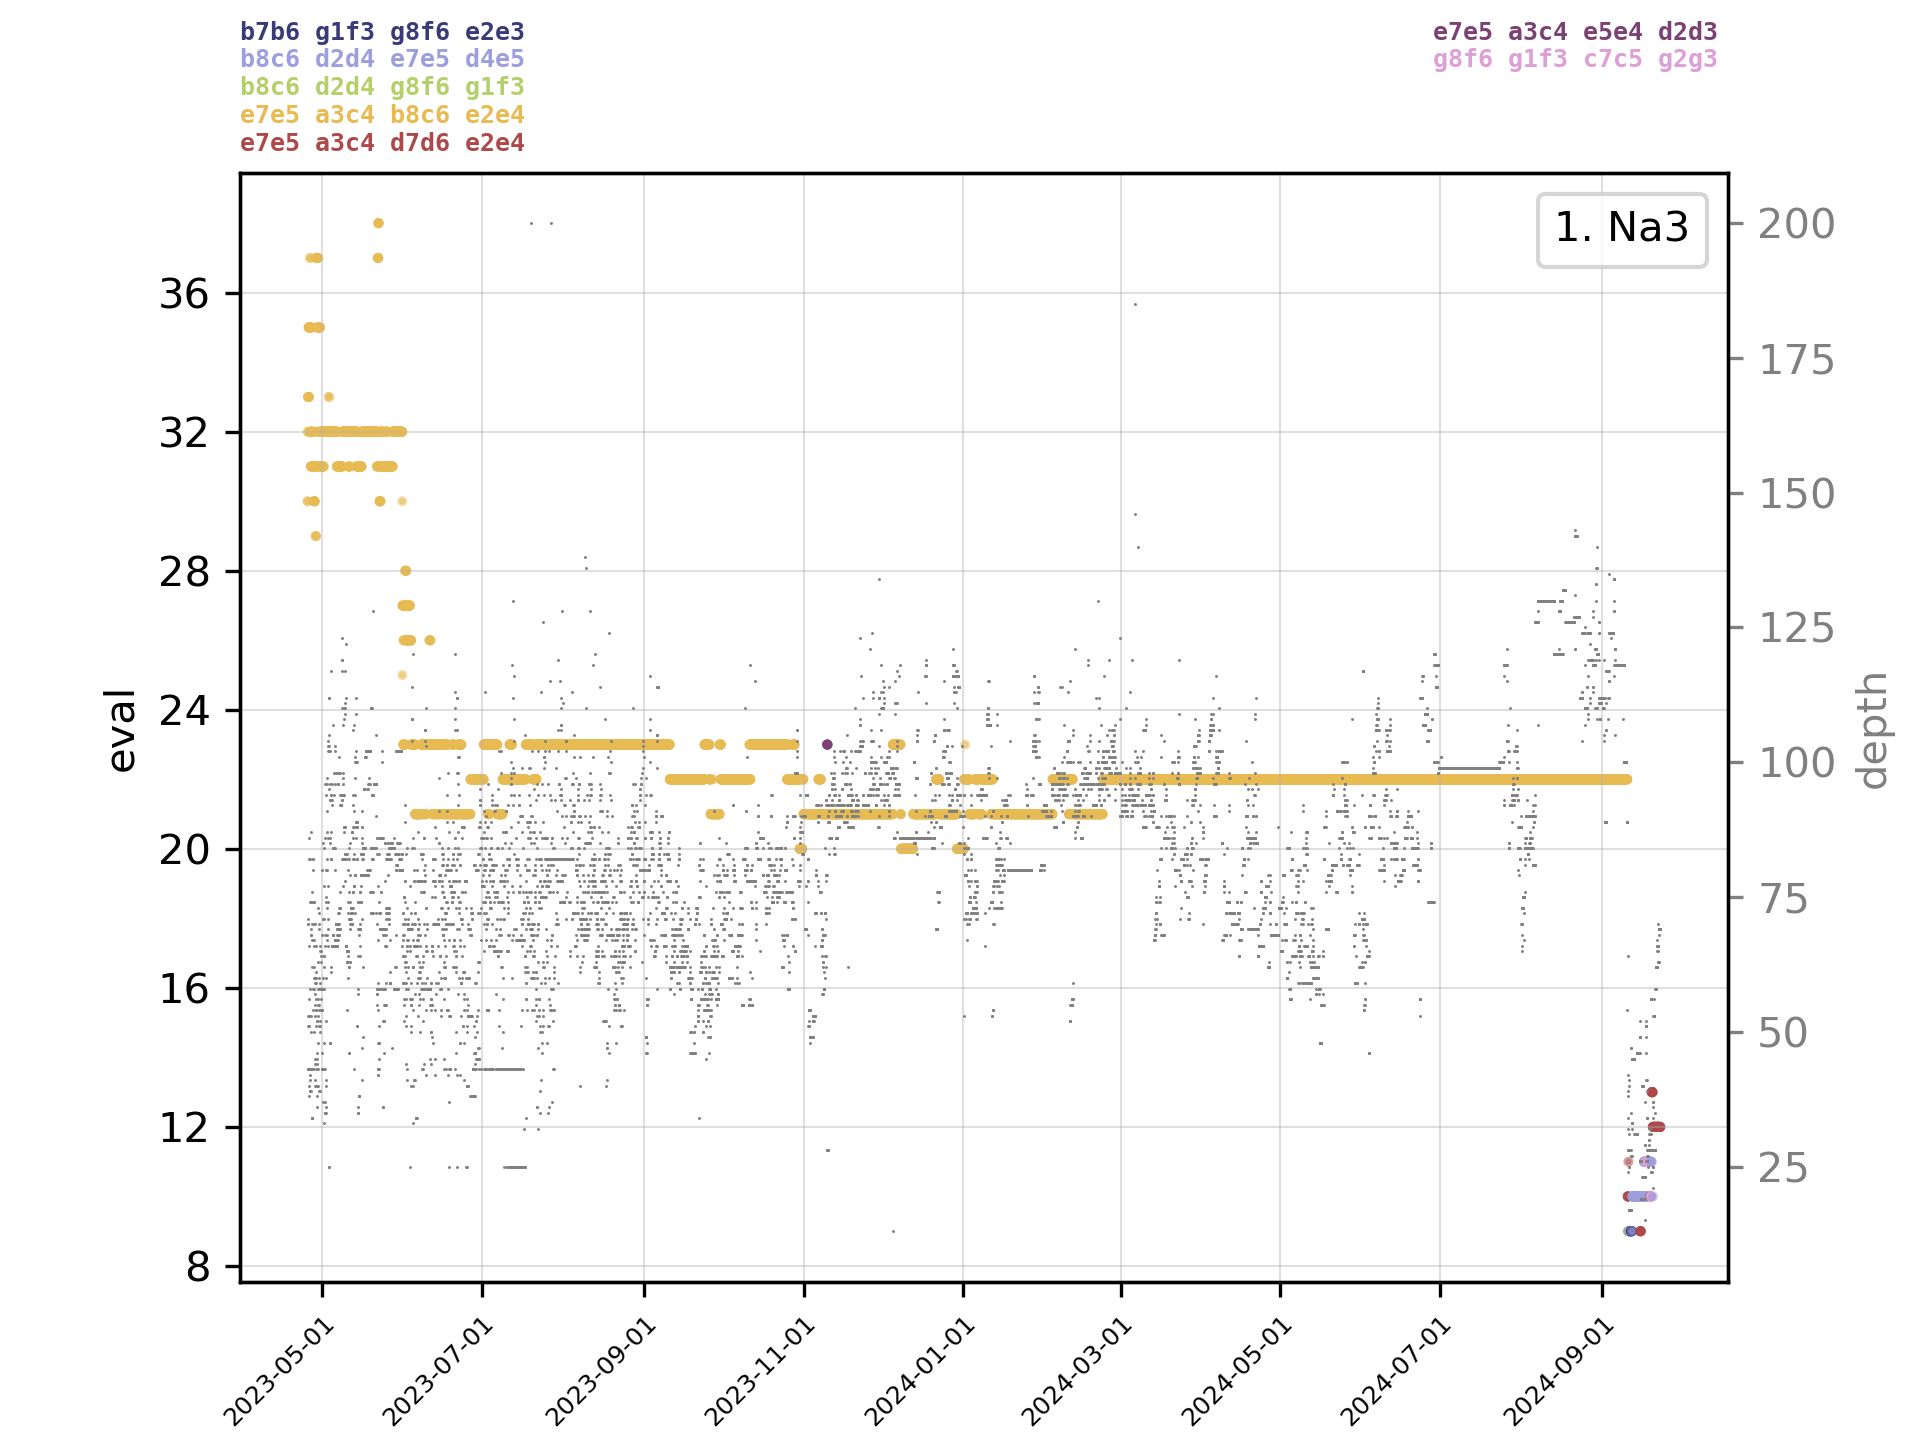 b7b6 g1f3 g8f6 e2e3
b8c6 d2d4 e7e5 d4e5
b8c6 d2d4 g8f6 g1f3
e7e5 a3c4 b8c6 e2e4
e7e5 a3c4 d7d6 e2e4
e7e5 a3c4 e5e4 d2d3
g8f6 g1f3 c7c5 g2g3
1. Na3
36
32
28
24
20
16
12
8
eval
200
175
150
125
100
75
50
25
depth
2023-05-01
2023-07-01
2023-09-01
2023-11-01
2024-01-01
2024-03-01
2024-05-01
2024-07-01
2024-09-01